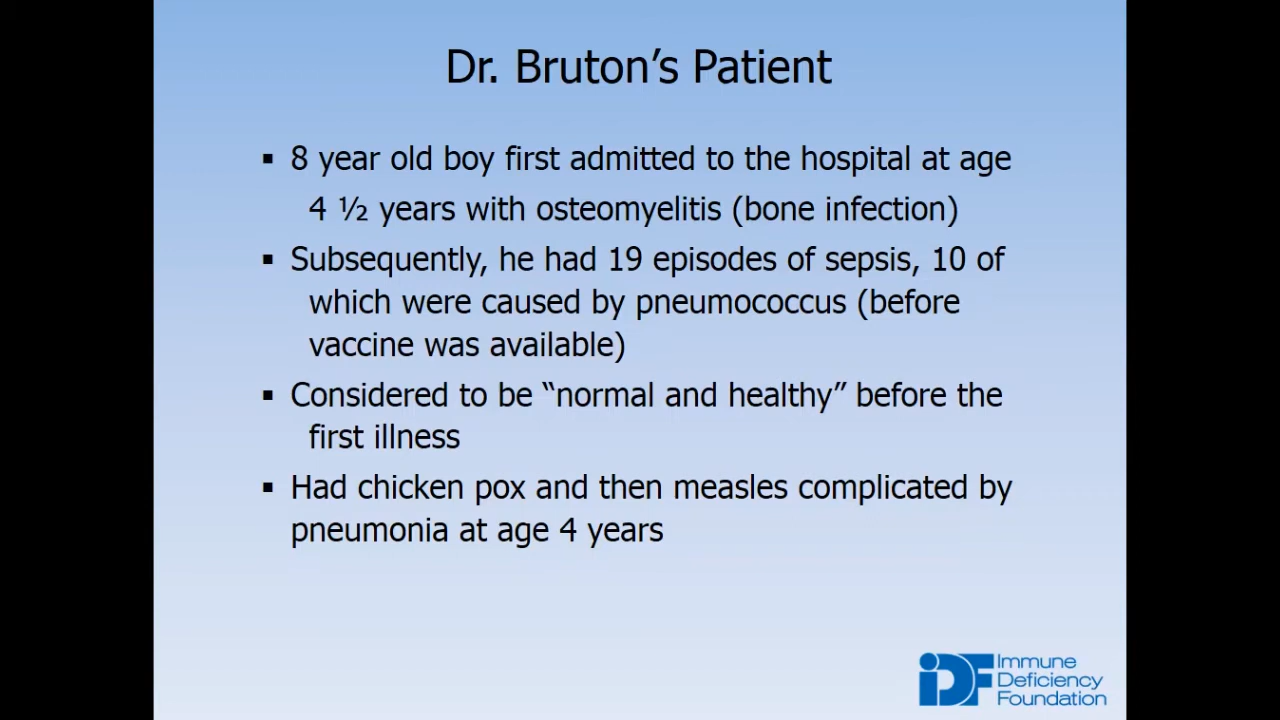 Dr. Bruton’s Patient
▪ 8 year old boy first admitted to the hospital at age
4 ½ years with osteomyelitis (bone infection)
▪ Subsequently, he had 19 episodes of sepsis, 10 of
which were caused by pneumococcus (before
vaccine was available)
▪ Considered to be “normal and healthy” before the
first illness
▪ Had chicken pox and then measles complicated by
pneumonia at age 4 years
iDF Immune
Deficiency
Foundation